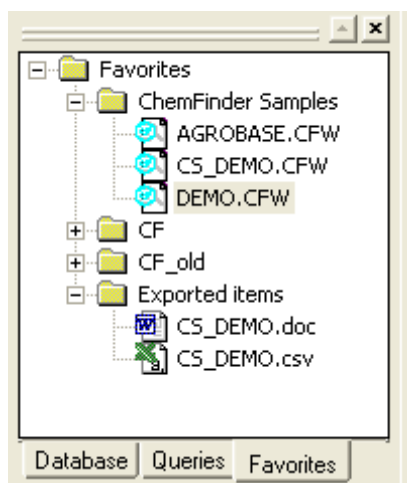 Favorites
ChemFinder Samples
AGROBASE.CFW
CS_DEMO.CFW
DEMO.CFW
CF
CF_old
Exported items
CS_DEMO.doc
CS_DEMO.csv
Database Queries Favorites